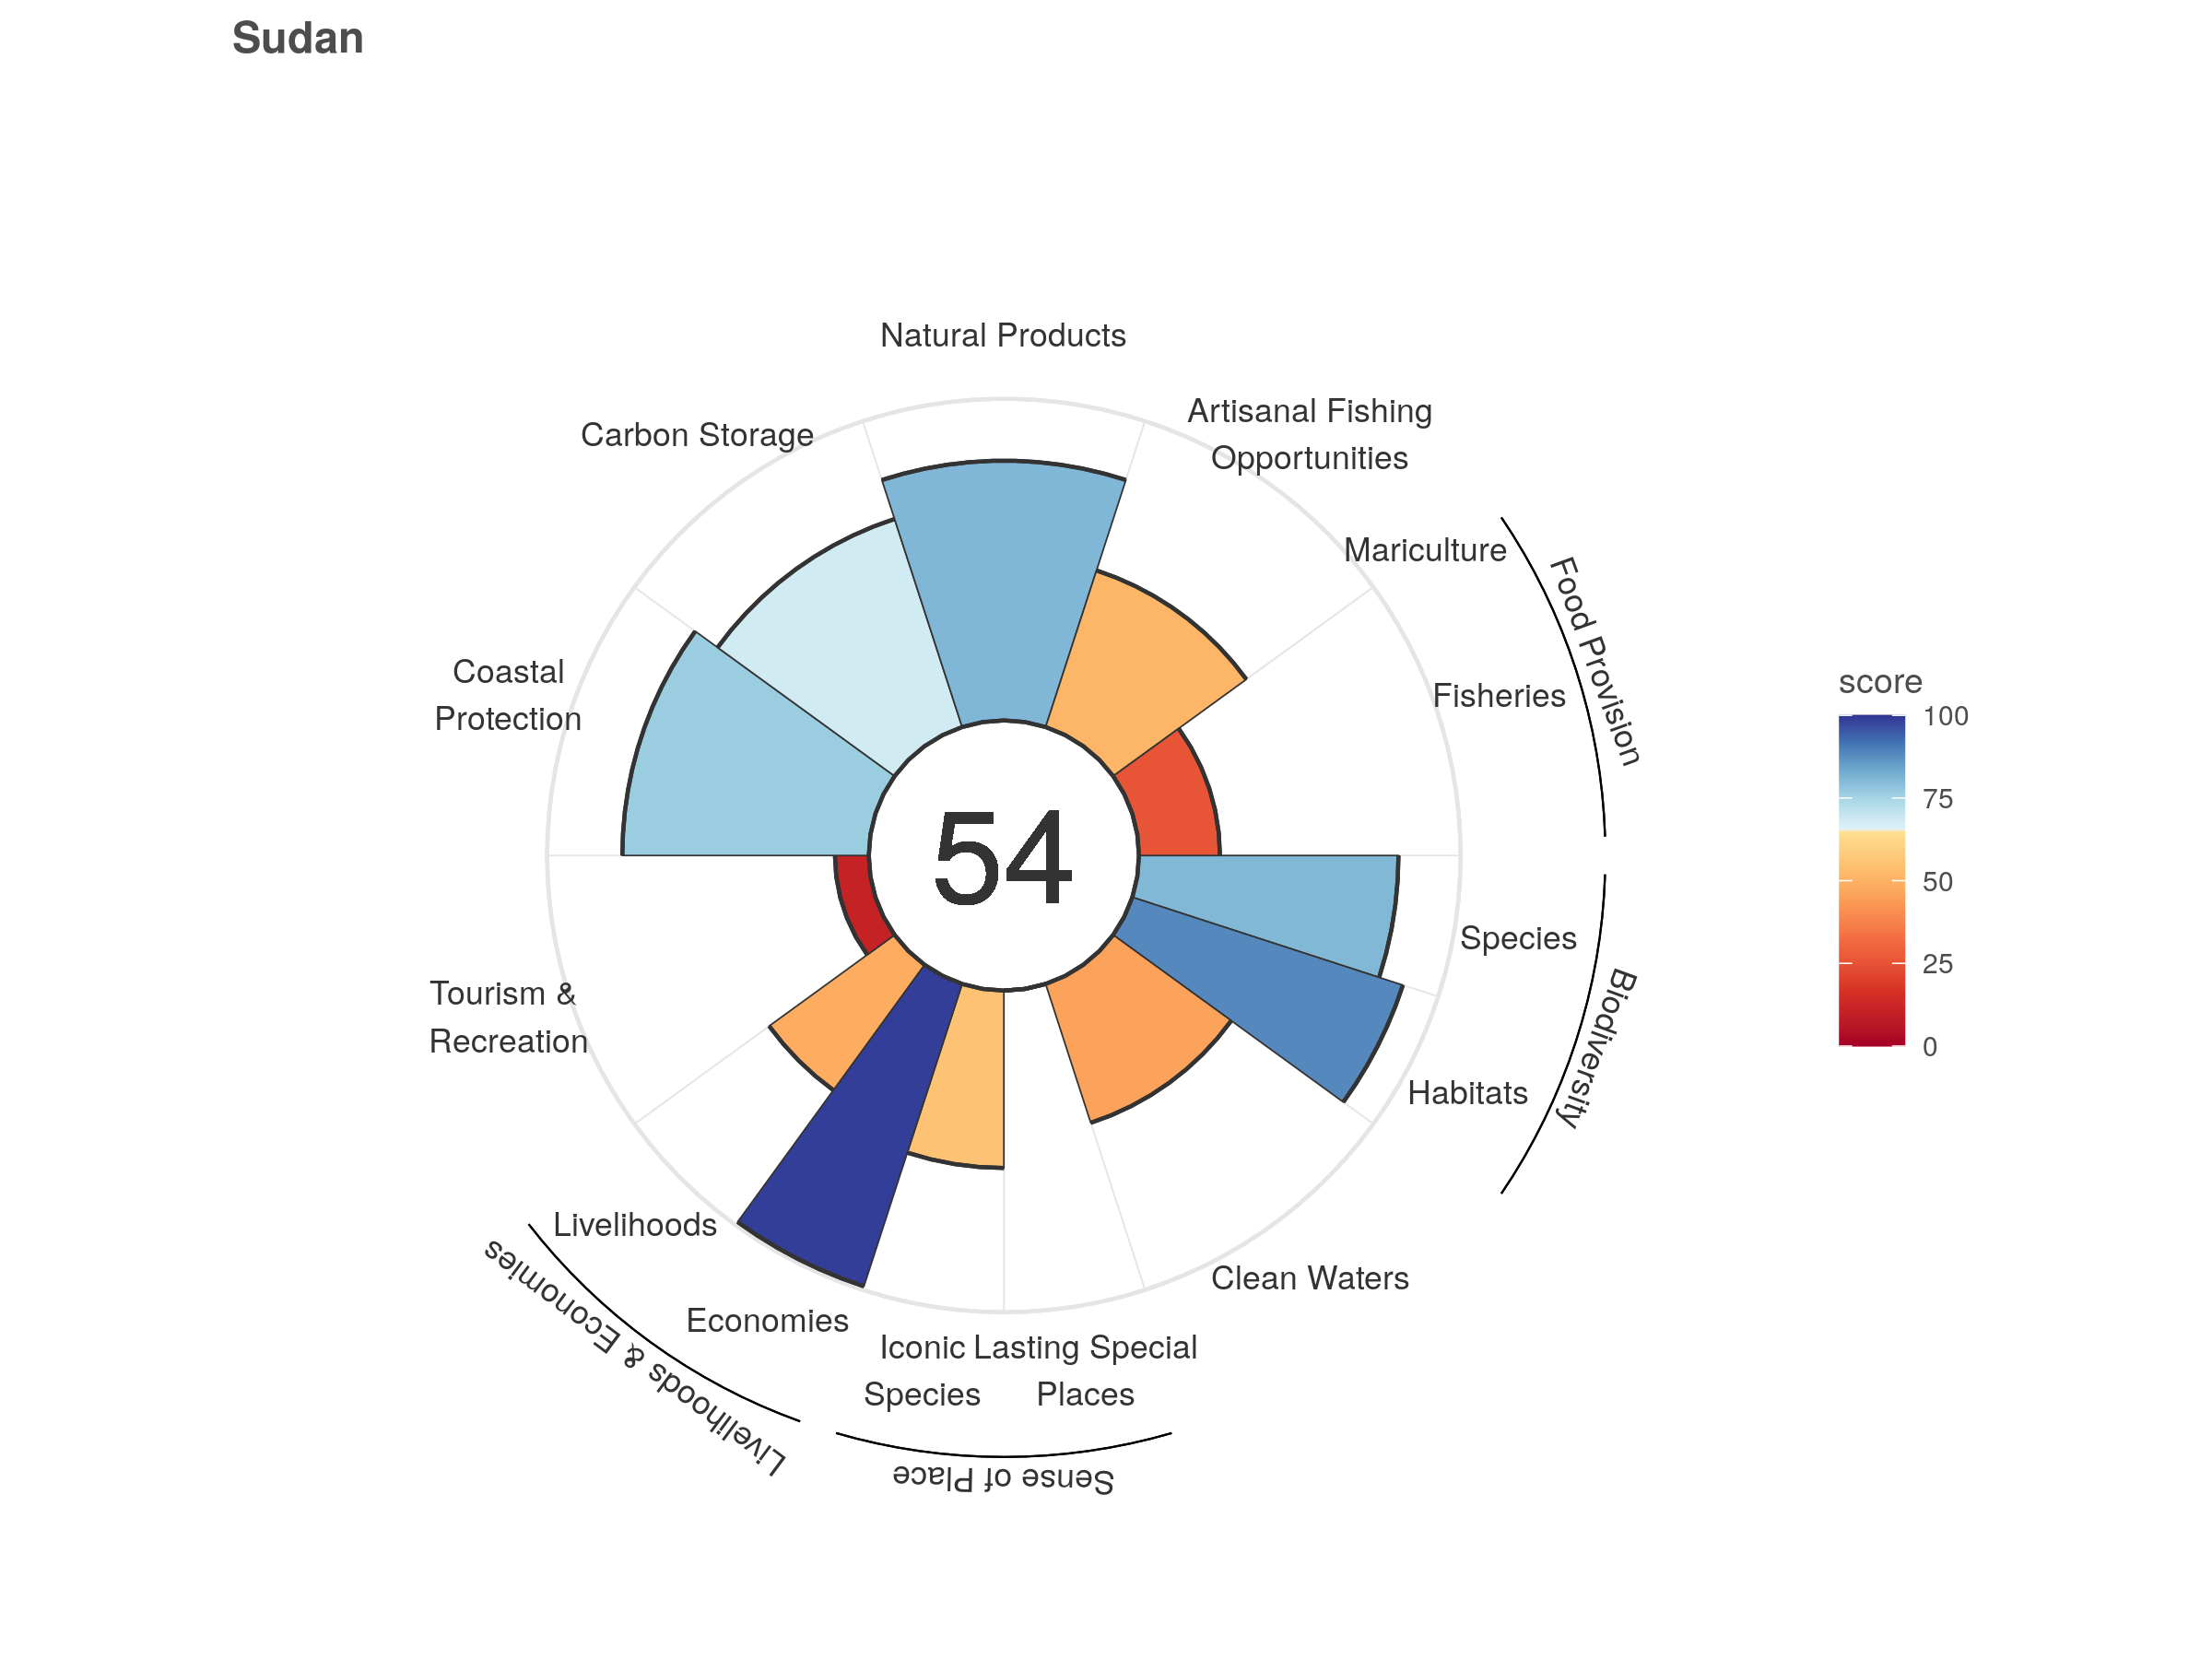 Sudan
Natural Products
Artisanal Fishing
Opportunities
Carbon Storage
Mariculture
Food Provision
Fisheries
Coastal
Protection
score
100
75
50
25
0
54
Species
Biodiversity
Habitats
Tourism &
Recreation
Livelihoods
Livelihoods & Economies
Economies
Clean Waters
Iconic
Species
Lasting Special
Places
Sense of Place